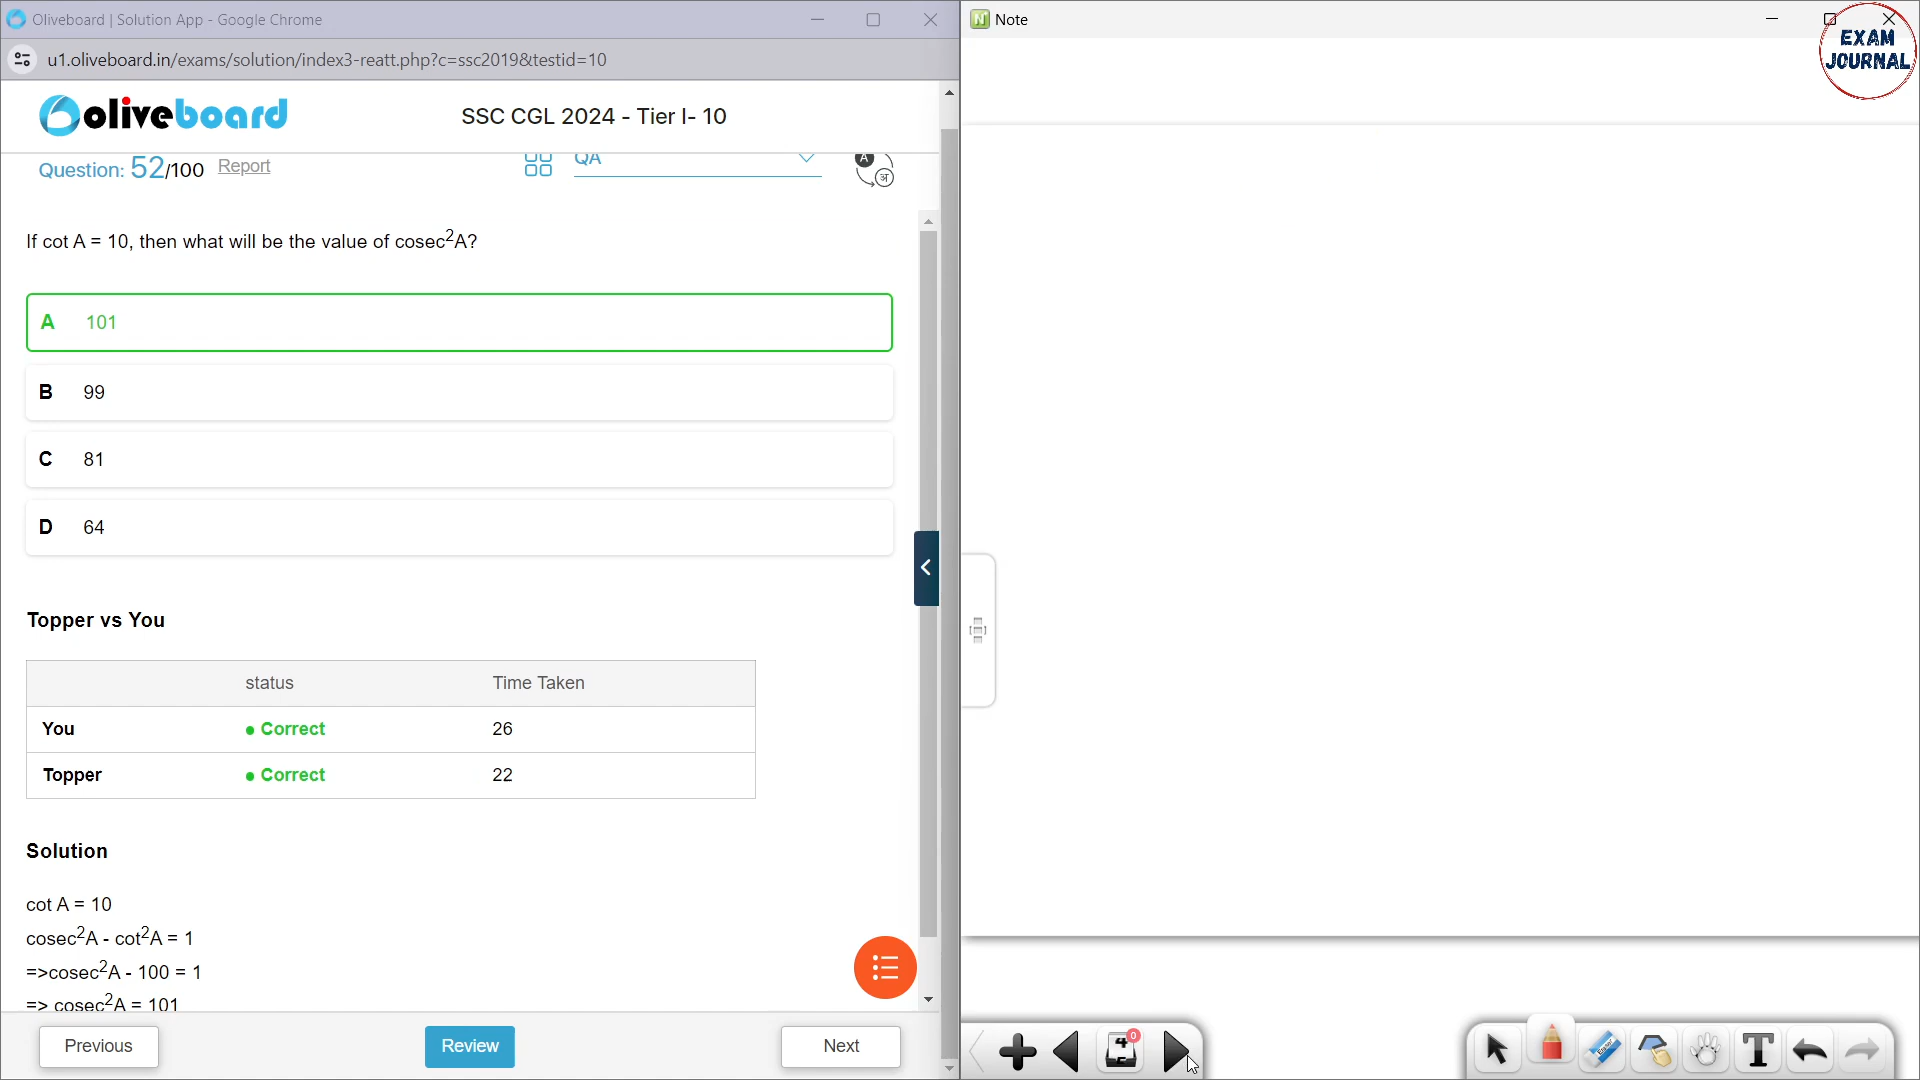 Oliveboard | Solution App - Google Chrome
u1.oliveboard.in/exams/solution/index3-reatt.php?c=ssc2019&testid=10
oliveboard
SSC CGL 2024 - Tier I- 10
Question: 52/100 Report
QA
A
अ
If cot A = 10, then what will be the value of cosec²A?
A 101
B 99
C 81
D 64
Topper vs You
status Time Taken
You Correct 26
Topper Correct 22
Solution
cot A = 10
cosec²A - cot²A = 1
=>cosec²A - 100 = 1
=> cosec²A = 101
Previous
Review
Next
N Note
EXAM
JOURNAL
0
T